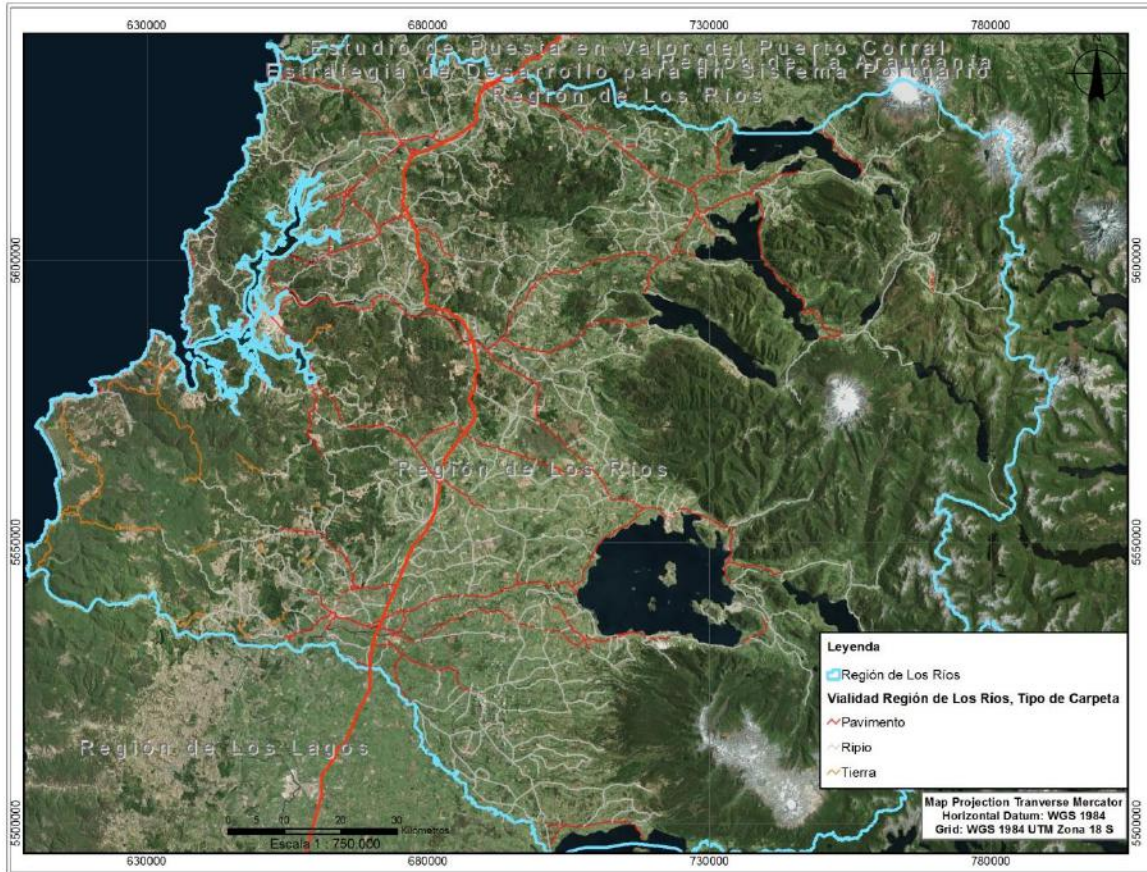 630000 680000 730000 780000
Estudio de Puesta en Valor del Puerto Corral
Región de La Araucanía
Estrategia de Desarrollo para un Sistema Portuario
Región de Los Ríos
N
5600000 5600000
Región de Los Ríos
5550000 5550000
Leyenda
Región de Los Ríos
Vialidad Región de Los Ríos, Tipo de Carpeta
Pavimento
Ripio
Tierra
Región de Los Lagos
Map Projection Tranverse Mercator
Horizontal Datum: WGS 1984
Grid: WGS 1984 UTM Zona 18 S
0 5 10 20 30
Kilómetros
Escala 1 : 750.000
5500000 5500000
630000 680000 730000 780000